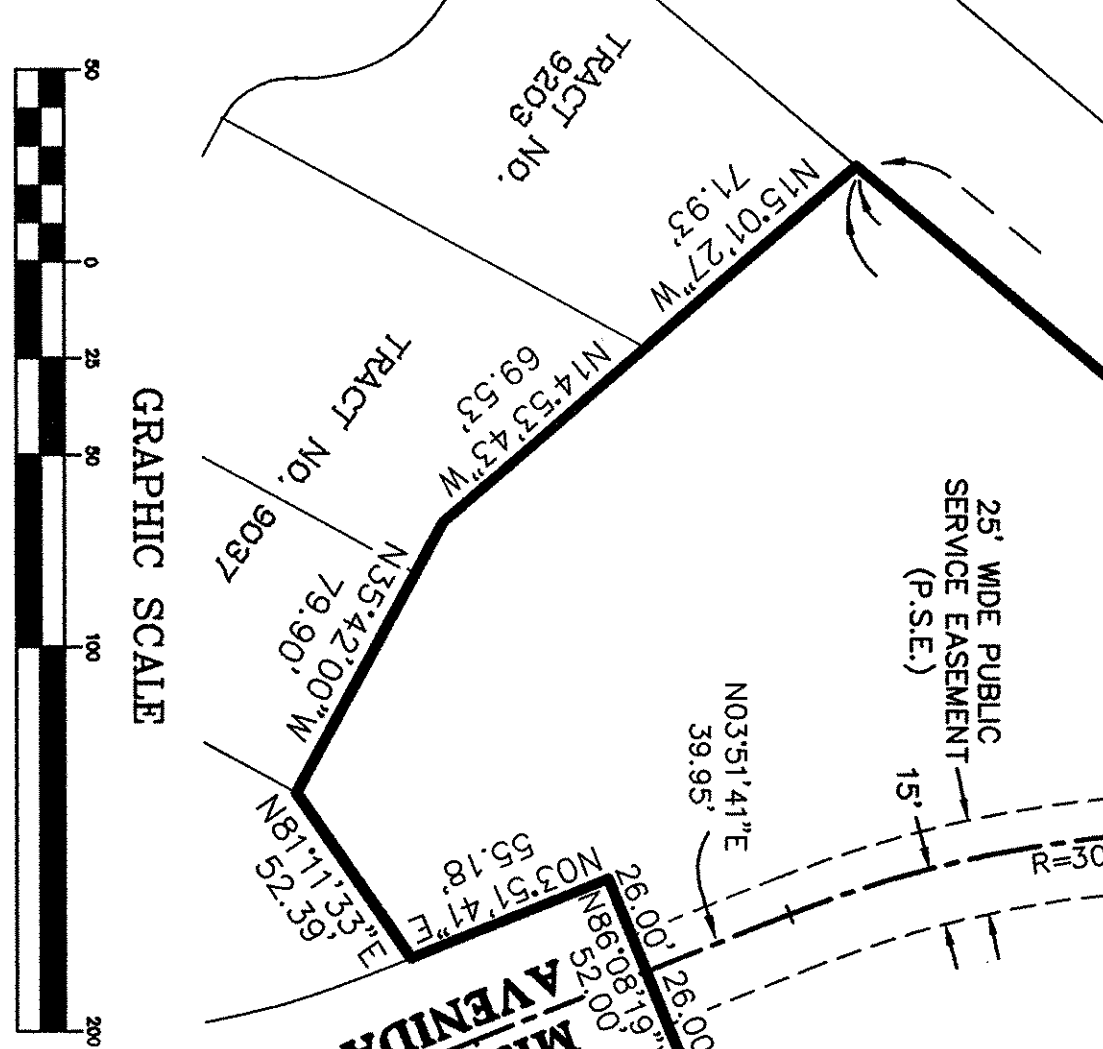 TRACT NO.
9203
N15°01'27"W
71.93'
N14°53'43"W
69.53'
TRACT NO.
9037
N35°42'00"W
79.90'
N81°11'33"E
52.39'
N03°51'41"E
55.18'
26.00'
26.00
N86°08'19"
52.00'
AVENIDA
N03°51'41"E
39.95'
25' WIDE PUBLIC
SERVICE EASEMENT
(P.S.E.)
15'
R=30
GRAPHIC SCALE
50
0
25
50
100
200